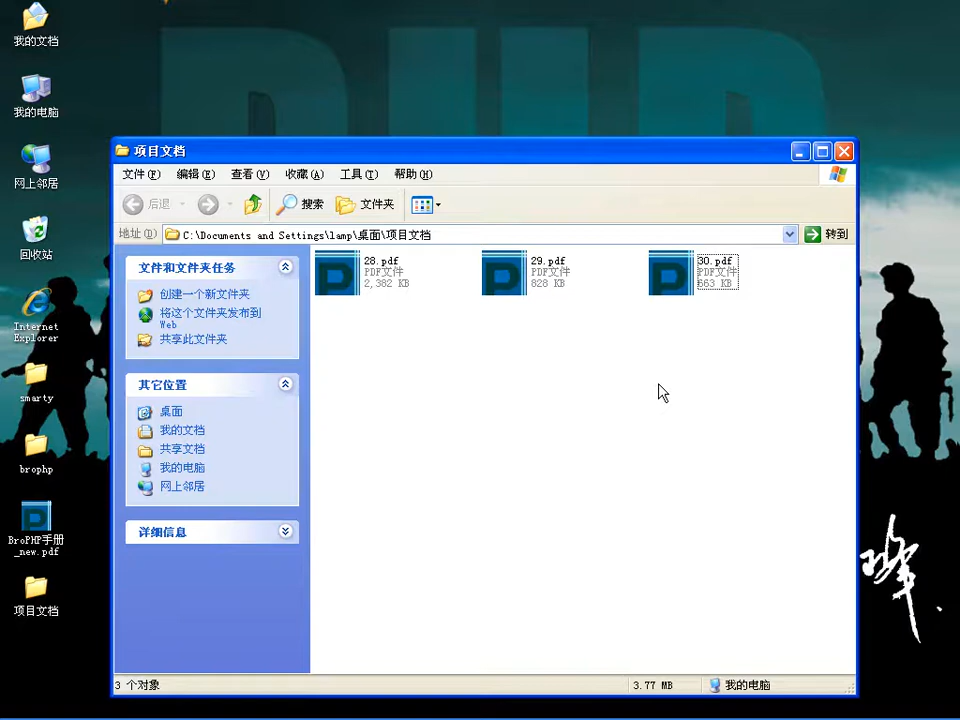 PHP
我的文档
我的电脑
网上邻居
回收站
Internet
Explorer
smarty
brophp
BroPHP手册
_new.pdf
项目文档
项目文档
文件(F) 编辑(E) 查看(V) 收藏(A) 工具(T) 帮助(H)
后退 搜索 文件夹
地址(D) C:\Documents and Settings\lamp\桌面\项目文档 转到
文件和文件夹任务
创建一个新文件夹
将这个文件夹发布到
Web
共享此文件夹
其它位置
桌面
我的文档
共享文档
我的电脑
网上邻居
详细信息
28.pdf
PDF文件
2,382 KB
29.pdf
PDF文件
828 KB
30.pdf
PDF文件
663 KB
3 个对象 3.77 MB 我的电脑